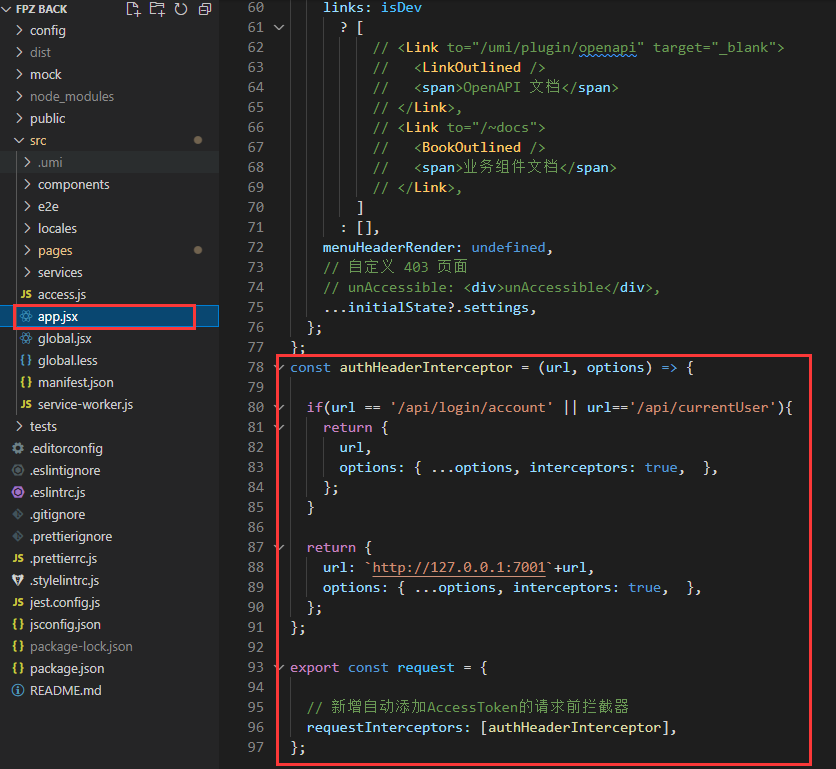 FPZ BACK
config
dist
mock
node_modules
public
src
.umi
components
e2e
locales
pages
services
access.js
app.jsx
global.jsx
global.less
manifest.json
service-worker.js
tests
.editorconfig
.eslintignore
.eslintrc.js
.gitignore
.prettierignore
.prettierrc.js
.stylelintrc.js
jest.config.js
jsconfig.json
package-lock.json
package.json
README.md
60 links: isDev
61 ? [
62 // <Link to="/umi/plugin/openapi" target="_blank">
63 //   <LinkOutlined />
64 //   <span>OpenAPI 文档</span>
65 // </Link>,
66 // <Link to="/~docs">
67 //   <BookOutlined />
68 //   <span>业务组件文档</span>
69 // </Link>,
70 ]
71 : [],
72 menuHeaderRender: undefined,
73 // 自定义 403 页面
74 // unAccessible: <div>unAccessible</div>,
75 ...initialState?.settings,
76 };
77 };
78 const authHeaderInterceptor = (url, options) => {
79
80 if(url == '/api/login/account' || url=='/api/currentUser'){
81 return {
82 url,
83 options: { ...options, interceptors: true,  },
84 };
85 }
86
87 return {
88 url: `http://127.0.0.1:7001`+url,
89 options: { ...options, interceptors: true,  },
90 };
91 };
92
93 export const request = {
94
95 // 新增自动添加AccessToken的请求前拦截器
96 requestInterceptors: [authHeaderInterceptor],
97 };